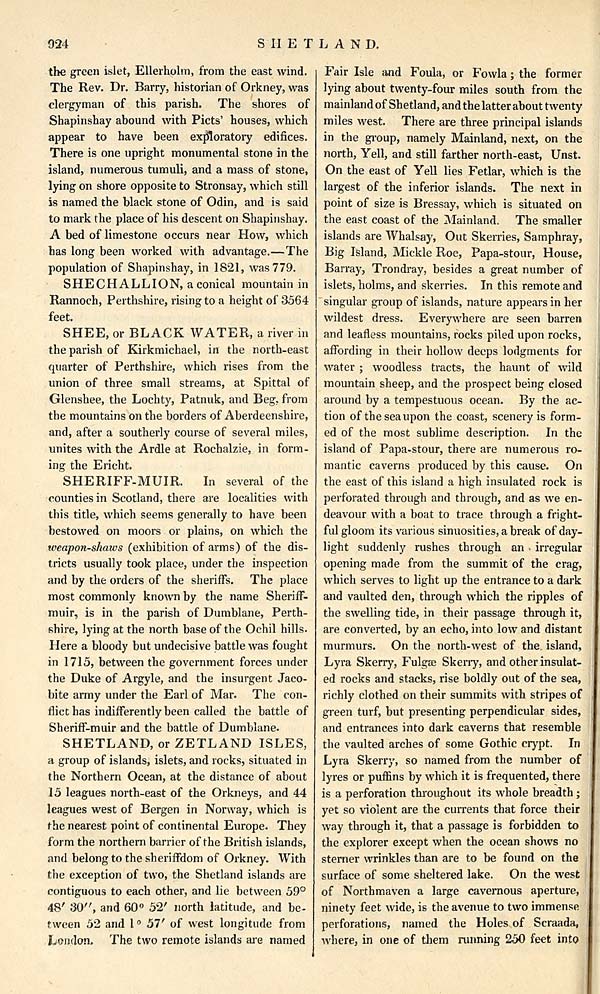 924
SHETLAND.
the green islet, Ellerholm, from the east wind.
The Rev. Dr. Barry, historian of Orkney, was
clergyman of this parish. The shores of
Shapinshay abound with Picts' houses, which
appear to have been exploratory edifices.
There is one upright monumental stone in the
island, numerous tumuli, and a mass of stone,
lying on shore opposite to Stronsay, which still
is named the black stone of Odin, and is said
to mark the place of his descent on Shapinshay.
A bed of limestone occurs near How, which
has long been worked with advantage.—The
population of Shapinshay, in 1821, was 779.
SHECHALLION, a conical mountain in
Rannoch, Perthshire, rising to a height of 3564
feet.
SHEE, or BLACK WATER, a river in
the parish of Kirkmichael, in the north-east
quarter of Perthshire, which rises from the
union of three small streams, at Spittal of
Glenshee, the Lochty, Patnuk, and Beg, from
the mountains on the borders of Aberdeenshire,
and, after a southerly course of several miles,
unites with the Ardle at Rochalzie, in form-
ing the Ericht.
SHERIFF-MUIR. In several of the
counties in Scotland, there are localities with
this title, which seems generally to have been
bestowed on moors or plains, on which the
weapon-shaws (exhibition of arms) of the dis-
tricts usually took place, under the inspection
and by the orders of the sheriffs. The place
most commonly known by the name Sheriff-
muir, is in the parish of Dumblane, Perth-
shire, lying at the north base of the Ochil hills.
Here a bloody but undecisive battle was fought
in 1715, between the government forces under
the Duke of Argyle, and the insurgent Jaco-
bite army under the Earl of Mar. The con-
flict has indifferently been called the battle of
Sheriff-muir and the battle of Dumblane.
SHETLAND, or ZETLAND ISLES,
a group of islands, islets, and rocks, situated in
the Northern Ocean, at the distance of about
15 leagues north-east of the Orkneys, and 44
leagues west of Bergen in Norway, which is
the nearest point of continental Europe. They
form the northern barrier of the British islands,
and belong to the sheriffdom of Orkney. With
the exception of two, the Shetland islands are
contiguous to each other, and lie between 59°
48' 30'', and 60° 52' north latitude, and be-
tween 52 and 1° 57' of west longitude from
London. The two remote islands are named
Fair Isle and Foula, or Fowla; the former
lying about twenty-four miles south from the
mainland of Shetland, and the latter about twenty
miles west. There are three principal islands
in the group, namely Mainland, next, on the
north, Yell, and still farther north-east, Unst.
On the east of Yell lies Fetlar, which is the
largest of the inferior islands. The next in
point of size is Bressay, which is situated on
the east coast of the Mainland. The smaller
islands are Whalsay, Out Skerries, Samphray,
Big Island, Mickle Roe, Papa-stour, House,
Barray, Trondray, besides a great number of
islets, holms, and skerries. In this remote and
singular group of islands, nature appears in her
wildest dress. Everywhere are seen barren
and leafless mountains, rocks piled upon rocks,
affording in their hollow deeps lodgments for
water; woodless tracts, the haunt of wild
mountain sheep, and the prospect being closed
around by a tempestuous ocean. By the ac-
tion of the sea upon the coast, scenery is form-
ed of the most sublime description. In the
island of Papa-stour, there are numerous ro-
mantic caverns produced by this cause. On
the east of this island a high insulated rock is
perforated through and through, and as we en-
deavour with a boat to trace through a fright-
ful gloom its various sinuosities, a break of day-
light suddenly rushes through an irregular
opening made from the summit of the crag,
which serves to light up the entrance to a dark
and vaulted den, through which the ripples of
the swelling tide, in their passage through it,
are converted, by an echo, into low and distant
murmurs. On the north-west of the island,
Lyra Skerry, Fulgæ Skerry, and other insulat-
ed rocks and stacks, rise boldly out of the sea,
richly clothed on their summits with stripes of
green turf, but presenting perpendicular sides,
and entrances into dark caverns that resemble
the vaulted arches of some Gothic crypt. In
Lyra Skerry, so named from the number of
lyres or puffins by which it is frequented, there
is a perforation throughout its whole breadth;
yet so violent are the currents that force their
way through it, that a passage is forbidden to
the explorer except when the ocean shows no
sterner wrinkles than are to be found on the
surface of some sheltered lake. On the west
of Northmaven a large cavernous aperture,
ninety feet wide, is the avenue to two immense
perforations, named the Holes of Scraada,
where, in one of them running 250 feet into